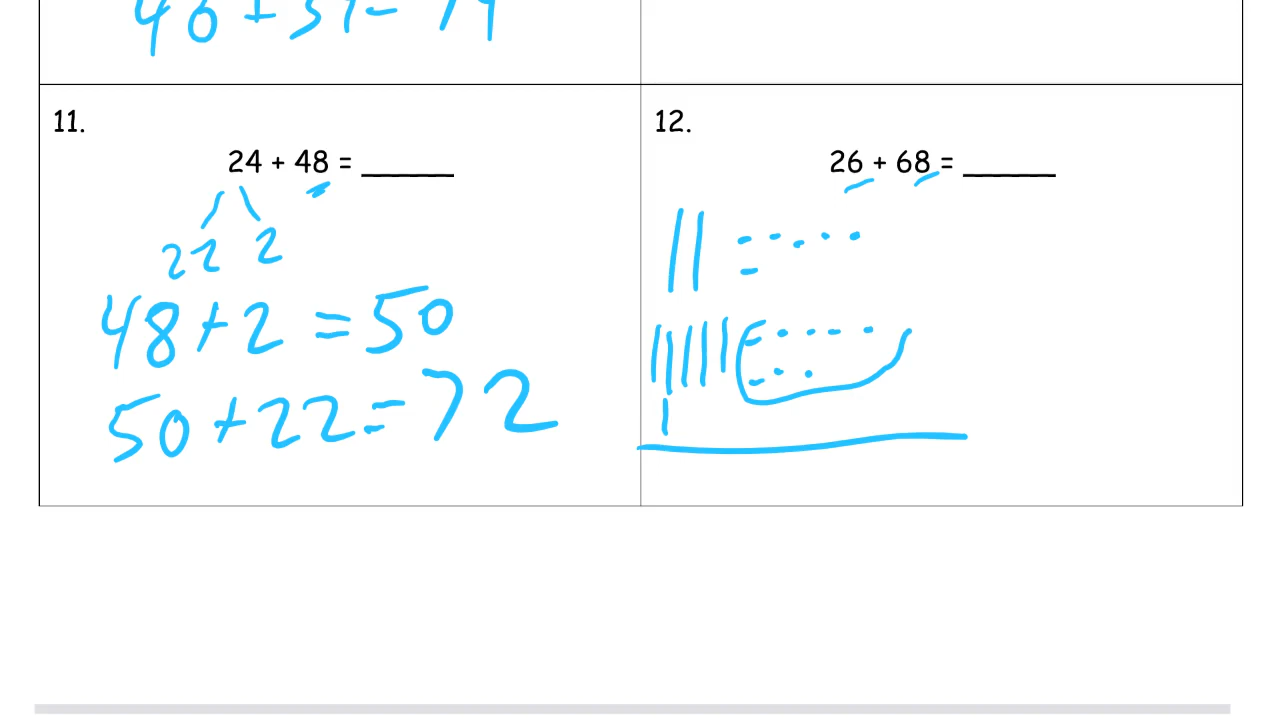 11.
24 + 48 = ______
22 2
48 + 2 = 50
50 + 22 = 72
12.
26 + 68 = ______